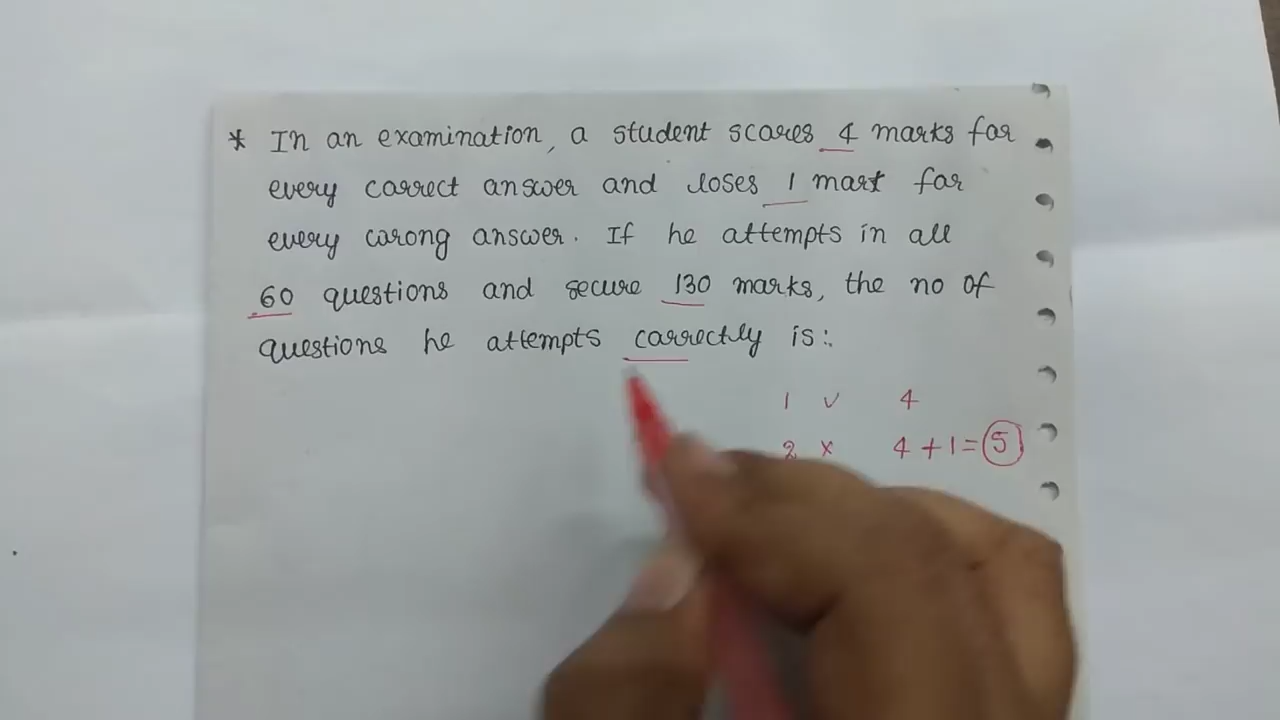 * In an examination, a student scores 4 marks for
every correct answer and loses 1 mark for
every wrong answer. If he attempts in all
60 questions and secure 130 marks, the no of
questions he attempts correctly is:
1 ✓ 4
2 × 4 + 1 = 5